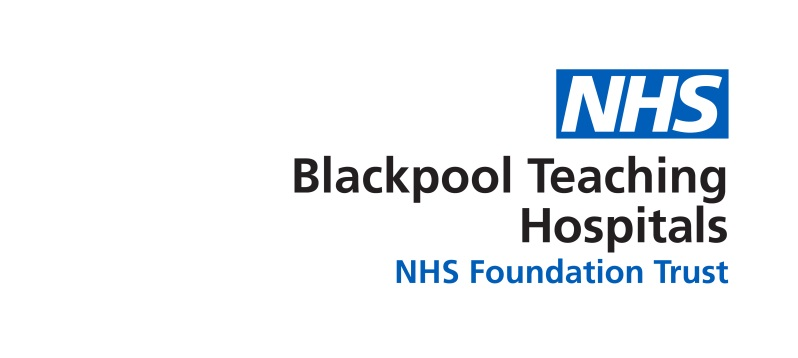 NHS
Blackpool Teaching
Hospitals
NHS Foundation Trust